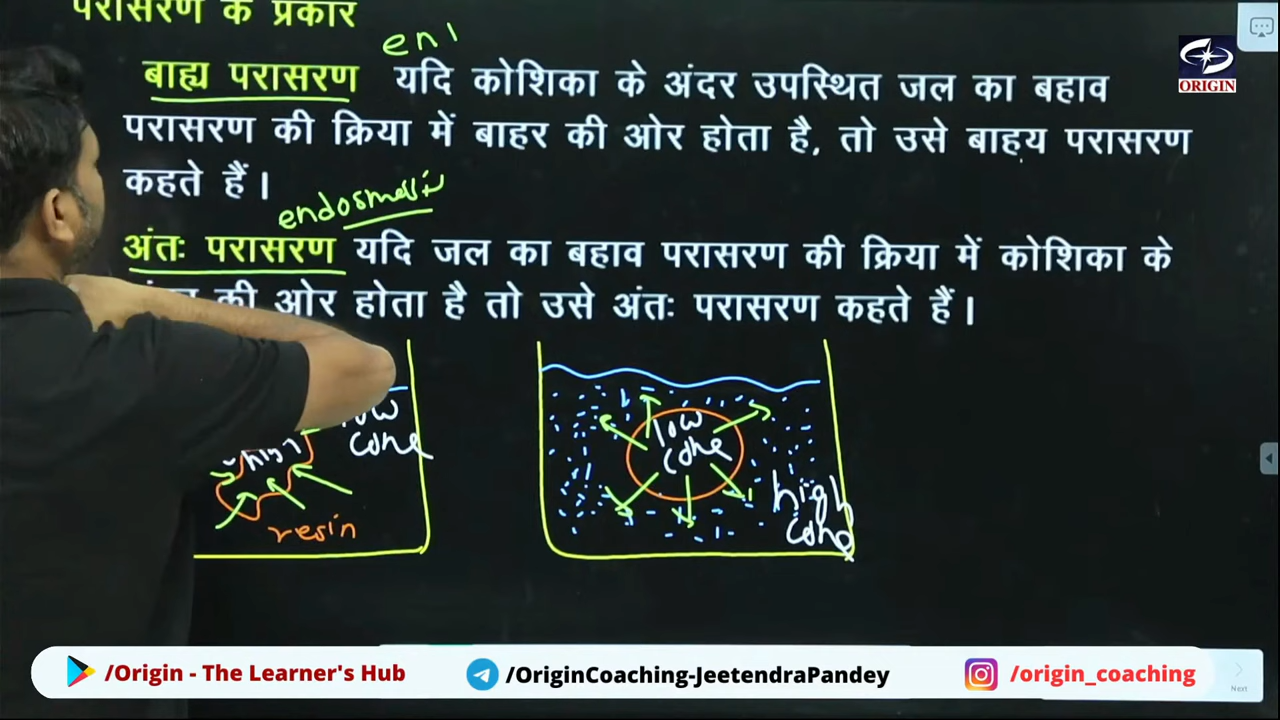 परासरण के प्रकार
en
बाह्य परासरण यदि कोशिका के अंदर उपस्थित जल का बहाव
ORIGIN
परासरण की क्रिया में बाहर की ओर होता है, तो उसे बाहय परासरण
कहते हैं।
endosmosis
अंतः परासरण यदि जल का बहाव परासरण की क्रिया में कोशिका के
की ओर होता है तो उसे अंतः परासरण कहते हैं।
high
low
conc
resin
low
conc
high
conc
/Origin - The Learner's Hub
/OriginCoaching-JeetendraPandey
/origin_coaching
Next